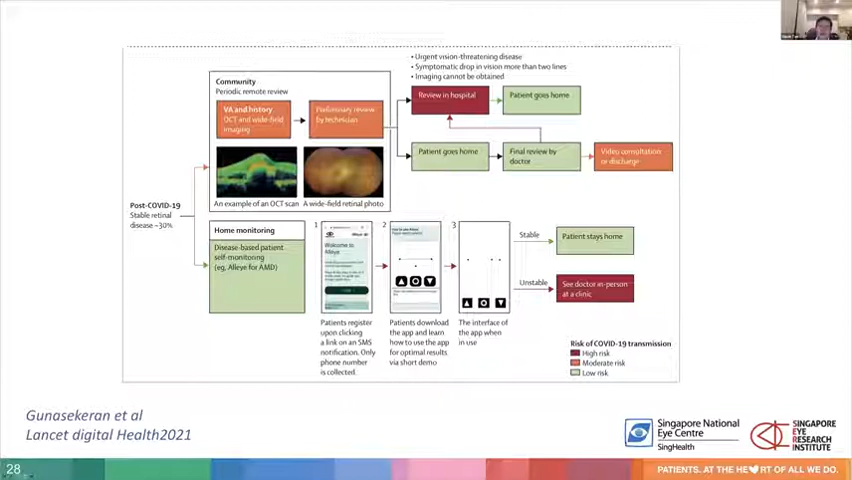 • Urgent vision-threatening disease
• Symptomatic drop in vision more than two lines
• Imaging cannot be obtained
Community
Periodic remote review
VA and history
OCT and wide-field
imaging
Preliminary review
by technician
Review in hospital
Patient goes home
Patient goes home
Final review by
doctor
Video consultation
or discharge
An example of an OCT scan
A wide-field retinal photo
Post-COVID-19
Stable retinal
disease ~30%
Home monitoring
Disease-based patient
self-monitoring
(eg, Alleye for AMD)
1
Welcome to
Alleye
2
3
Stable
Patient stays home
Unstable
See doctor in-person
at a clinic
Patients register
upon clicking
a link on an SMS
notification. Only
phone number
is collected.
Patients download
the app and learn
how to use the app
for optimal results
via short demo
The interface of
the app when
in use
Risk of COVID-19 transmission
High risk
Moderate risk
Low risk
Gunasekeran et al
Lancet digital Health2021
Singapore National
Eye Centre
SingHealth
SINGAPORE
EYE
RESEARCH
INSTITUTE
28
PATIENTS. AT THE HE RT OF ALL WE DO.